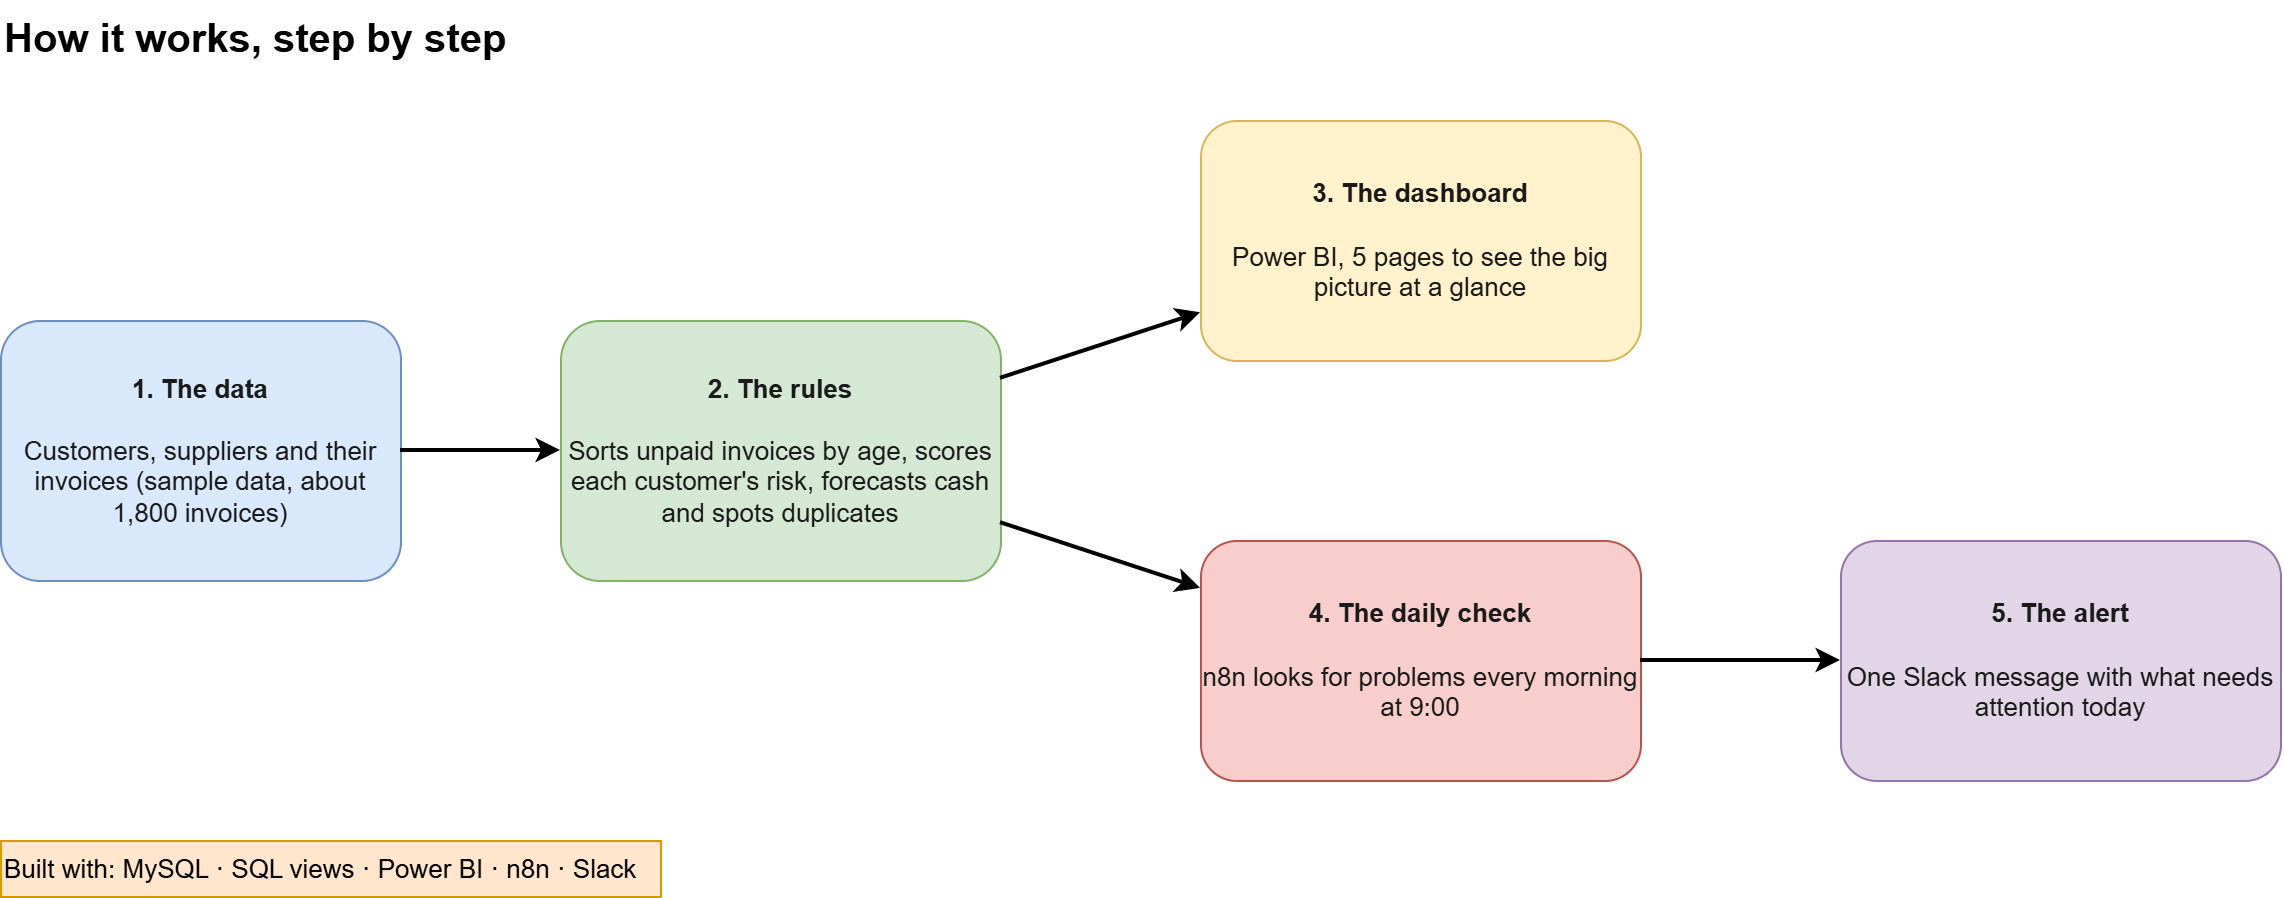 How it works, step by step
1. The data
Customers, suppliers and their
invoices (sample data, about
1,800 invoices)
2. The rules
Sorts unpaid invoices by age, scores
each customer's risk, forecasts cash
and spots duplicates
3. The dashboard
Power BI, 5 pages to see the big
picture at a glance
4. The daily check
n8n looks for problems every morning
at 9:00
5. The alert
One Slack message with what needs
attention today
Built with: MySQL · SQL views · Power BI · n8n · Slack